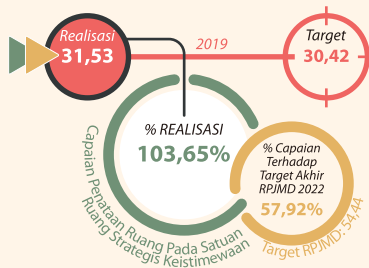 Realisasi
31,53
2019
Target
30,42
% REALISASI
103,65%
% Capaian
Terhadap
Target Akhir
RPJMD 2022
57,92%
Capaian Penataan Ruang Pada Satuan
Ruang Strategis Keistimewaan
Target RPJMD: 54,44